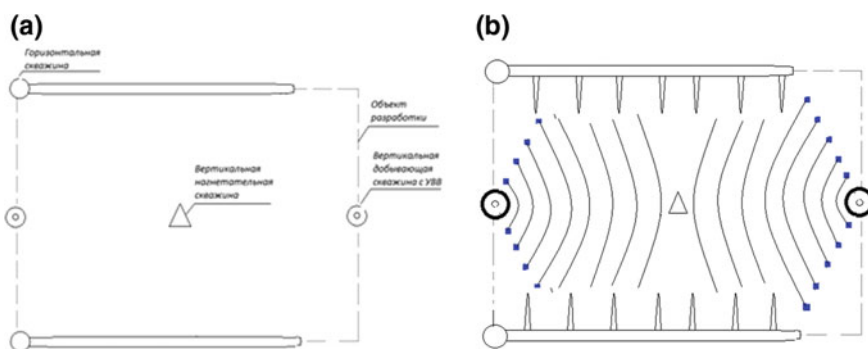 (a)
(b)
Горизонтальная
скважина
Объект
разработки
Вертикальная
нагнетательная
скважина
Вертикальная
добывающая
скважина с УВВ